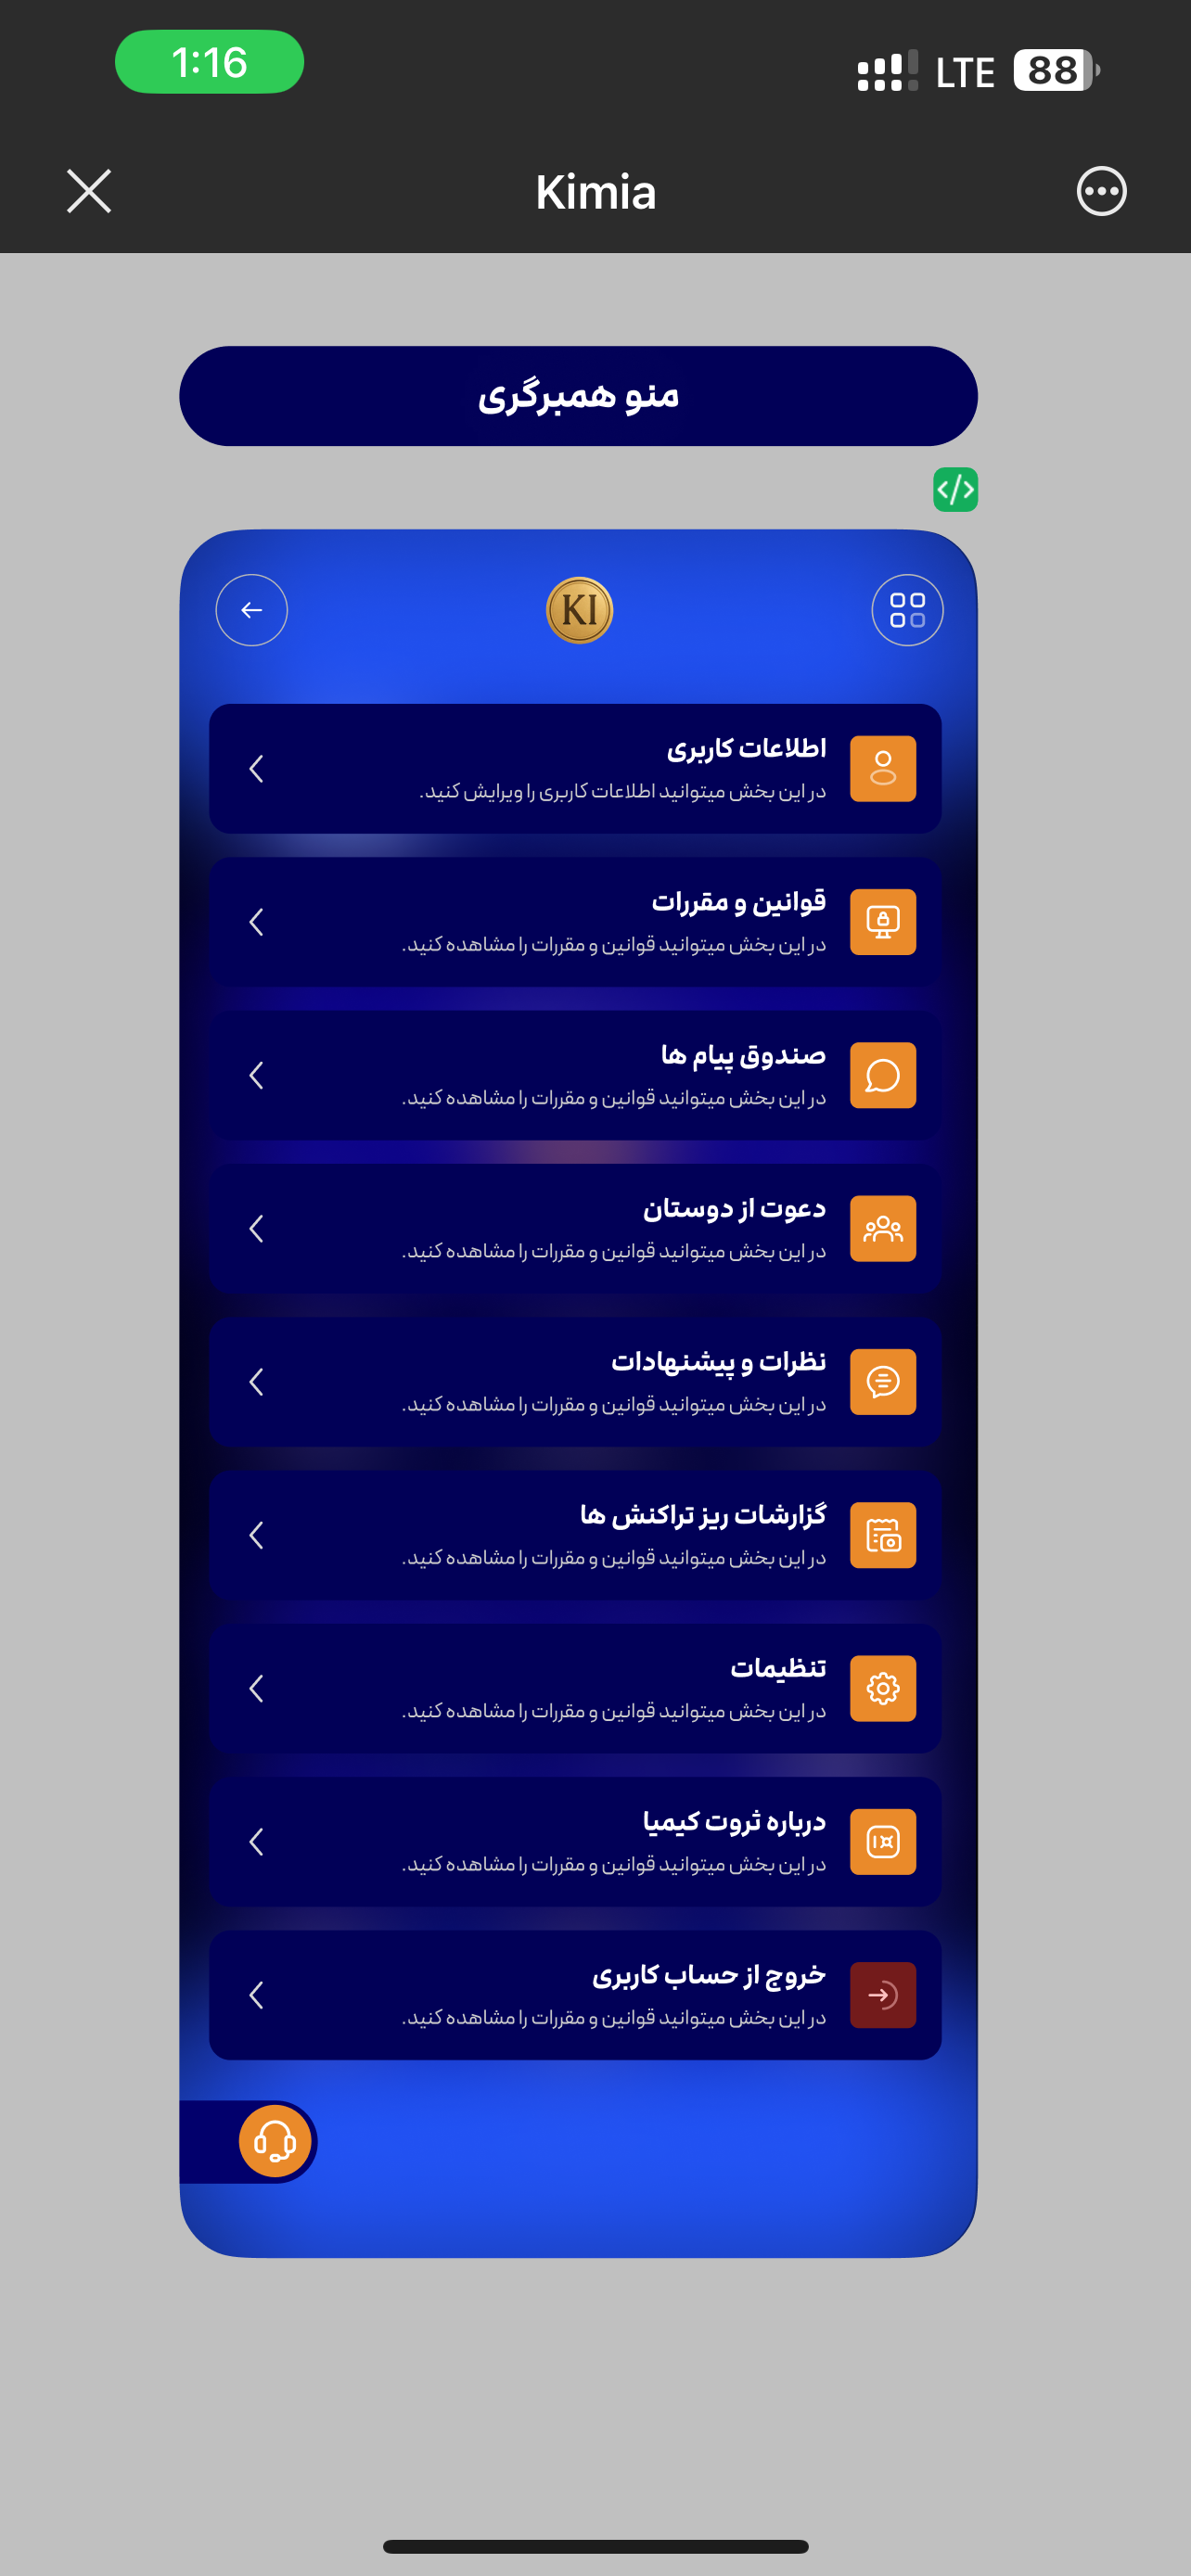 1:16
LTE
88
Kimia
منو همبرگری
KI
اطلاعات کاربری
در این بخش میتوانید اطلاعات کاربری را ویرایش کنید.
قوانین و مقررات
در این بخش میتوانید قوانین و مقررات را مشاهده کنید.
صندوق پیام ها
در این بخش میتوانید قوانین و مقررات را مشاهده کنید.
دعوت از دوستان
در این بخش میتوانید قوانین و مقررات را مشاهده کنید.
نظرات و پیشنهادات
در این بخش میتوانید قوانین و مقررات را مشاهده کنید.
گزارشات ریز تراکنش ها
در این بخش میتوانید قوانین و مقررات را مشاهده کنید.
تنظیمات
در این بخش میتوانید قوانین و مقررات را مشاهده کنید.
درباره ثروت کیمیا
در این بخش میتوانید قوانین و مقررات را مشاهده کنید.
خروج از حساب کاربری
در این بخش میتوانید قوانین و مقررات را مشاهده کنید.